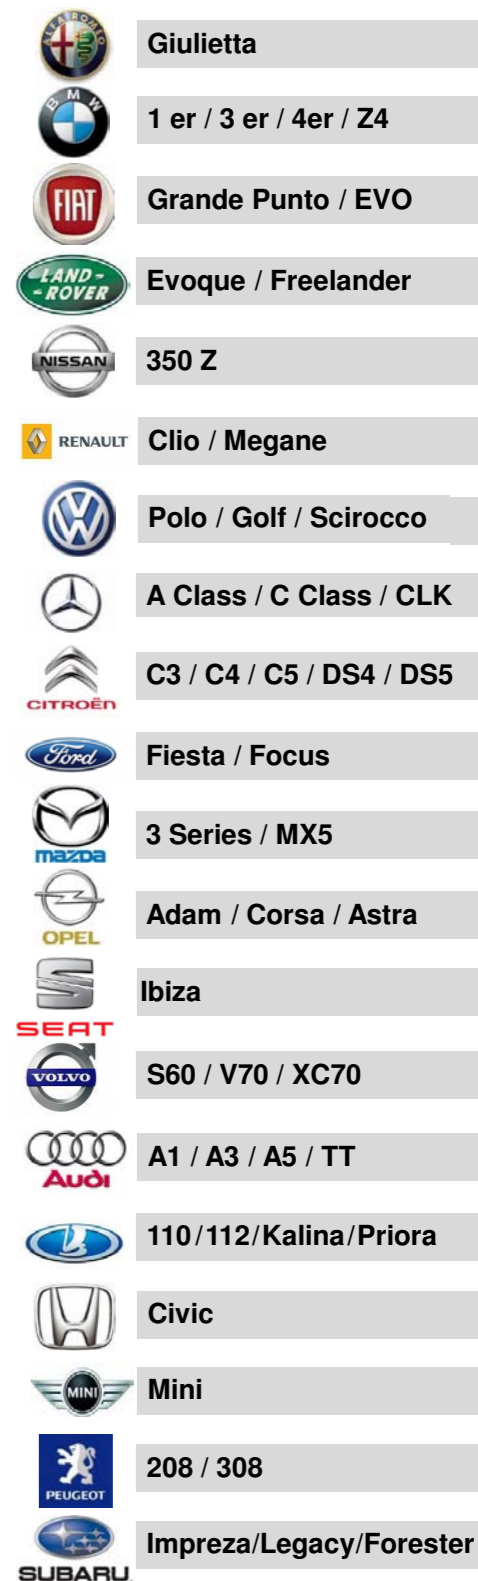 ALFA ROMEO
Giulietta
BMW
1 er / 3 er / 4er / Z4
FIAT
Grande Punto / EVO
LAND-
-ROVER
Evoque / Freelander
NISSAN
350 Z
RENAULT
Clio / Megane
Polo / Golf / Scirocco
A Class / C Class / CLK
C3 / C4 / C5 / DS4 / DS5
CITROËN
Ford
Fiesta / Focus
3 Series / MX5
mazda
Adam / Corsa / Astra
OPEL
Ibiza
SEAT
VOLVO
S60 / V70 / XC70
A1 / A3 / A5 / TT
Audi
110/112/Kalina/Priora
Civic
MINI
Mini
208 / 308
PEUGEOT
Impreza/Legacy/Forester
SUBARU